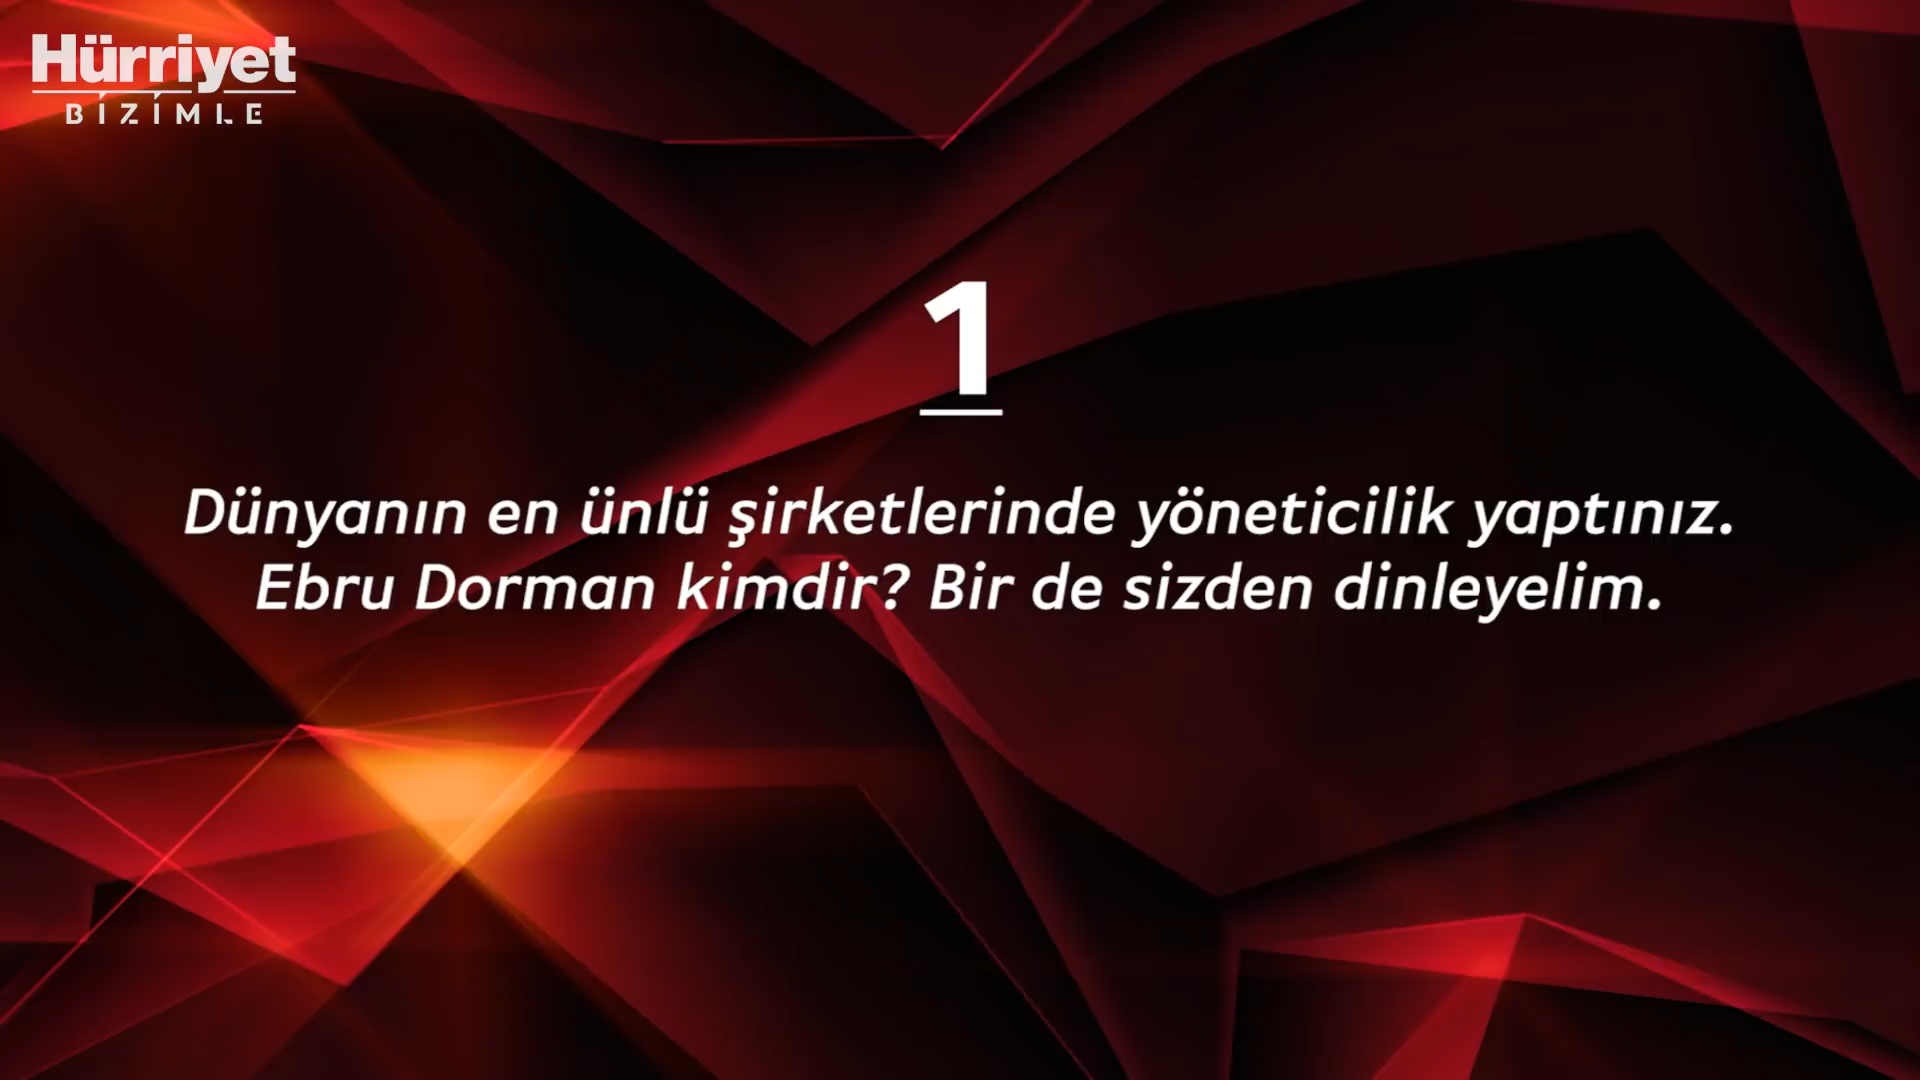 Hürriyet
BİZİMLE
1
Dünyanın en ünlü şirketlerinde yöneticilik yaptınız.
Ebru Dorman kimdir? Bir de sizden dinleyelim.